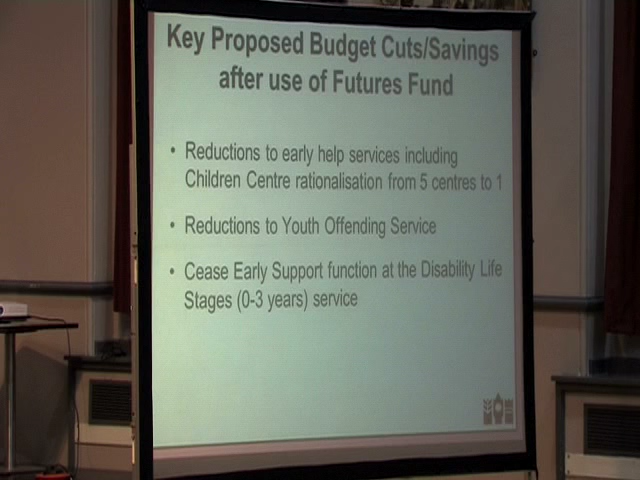 Key Proposed Budget Cuts/Savings
after use of Futures Fund
• Reductions to early help services including
Children Centre rationalisation from 5 centres to 1
• Reductions to Youth Offending Service
• Cease Early Support function at the Disability Life
Stages (0-3 years) service